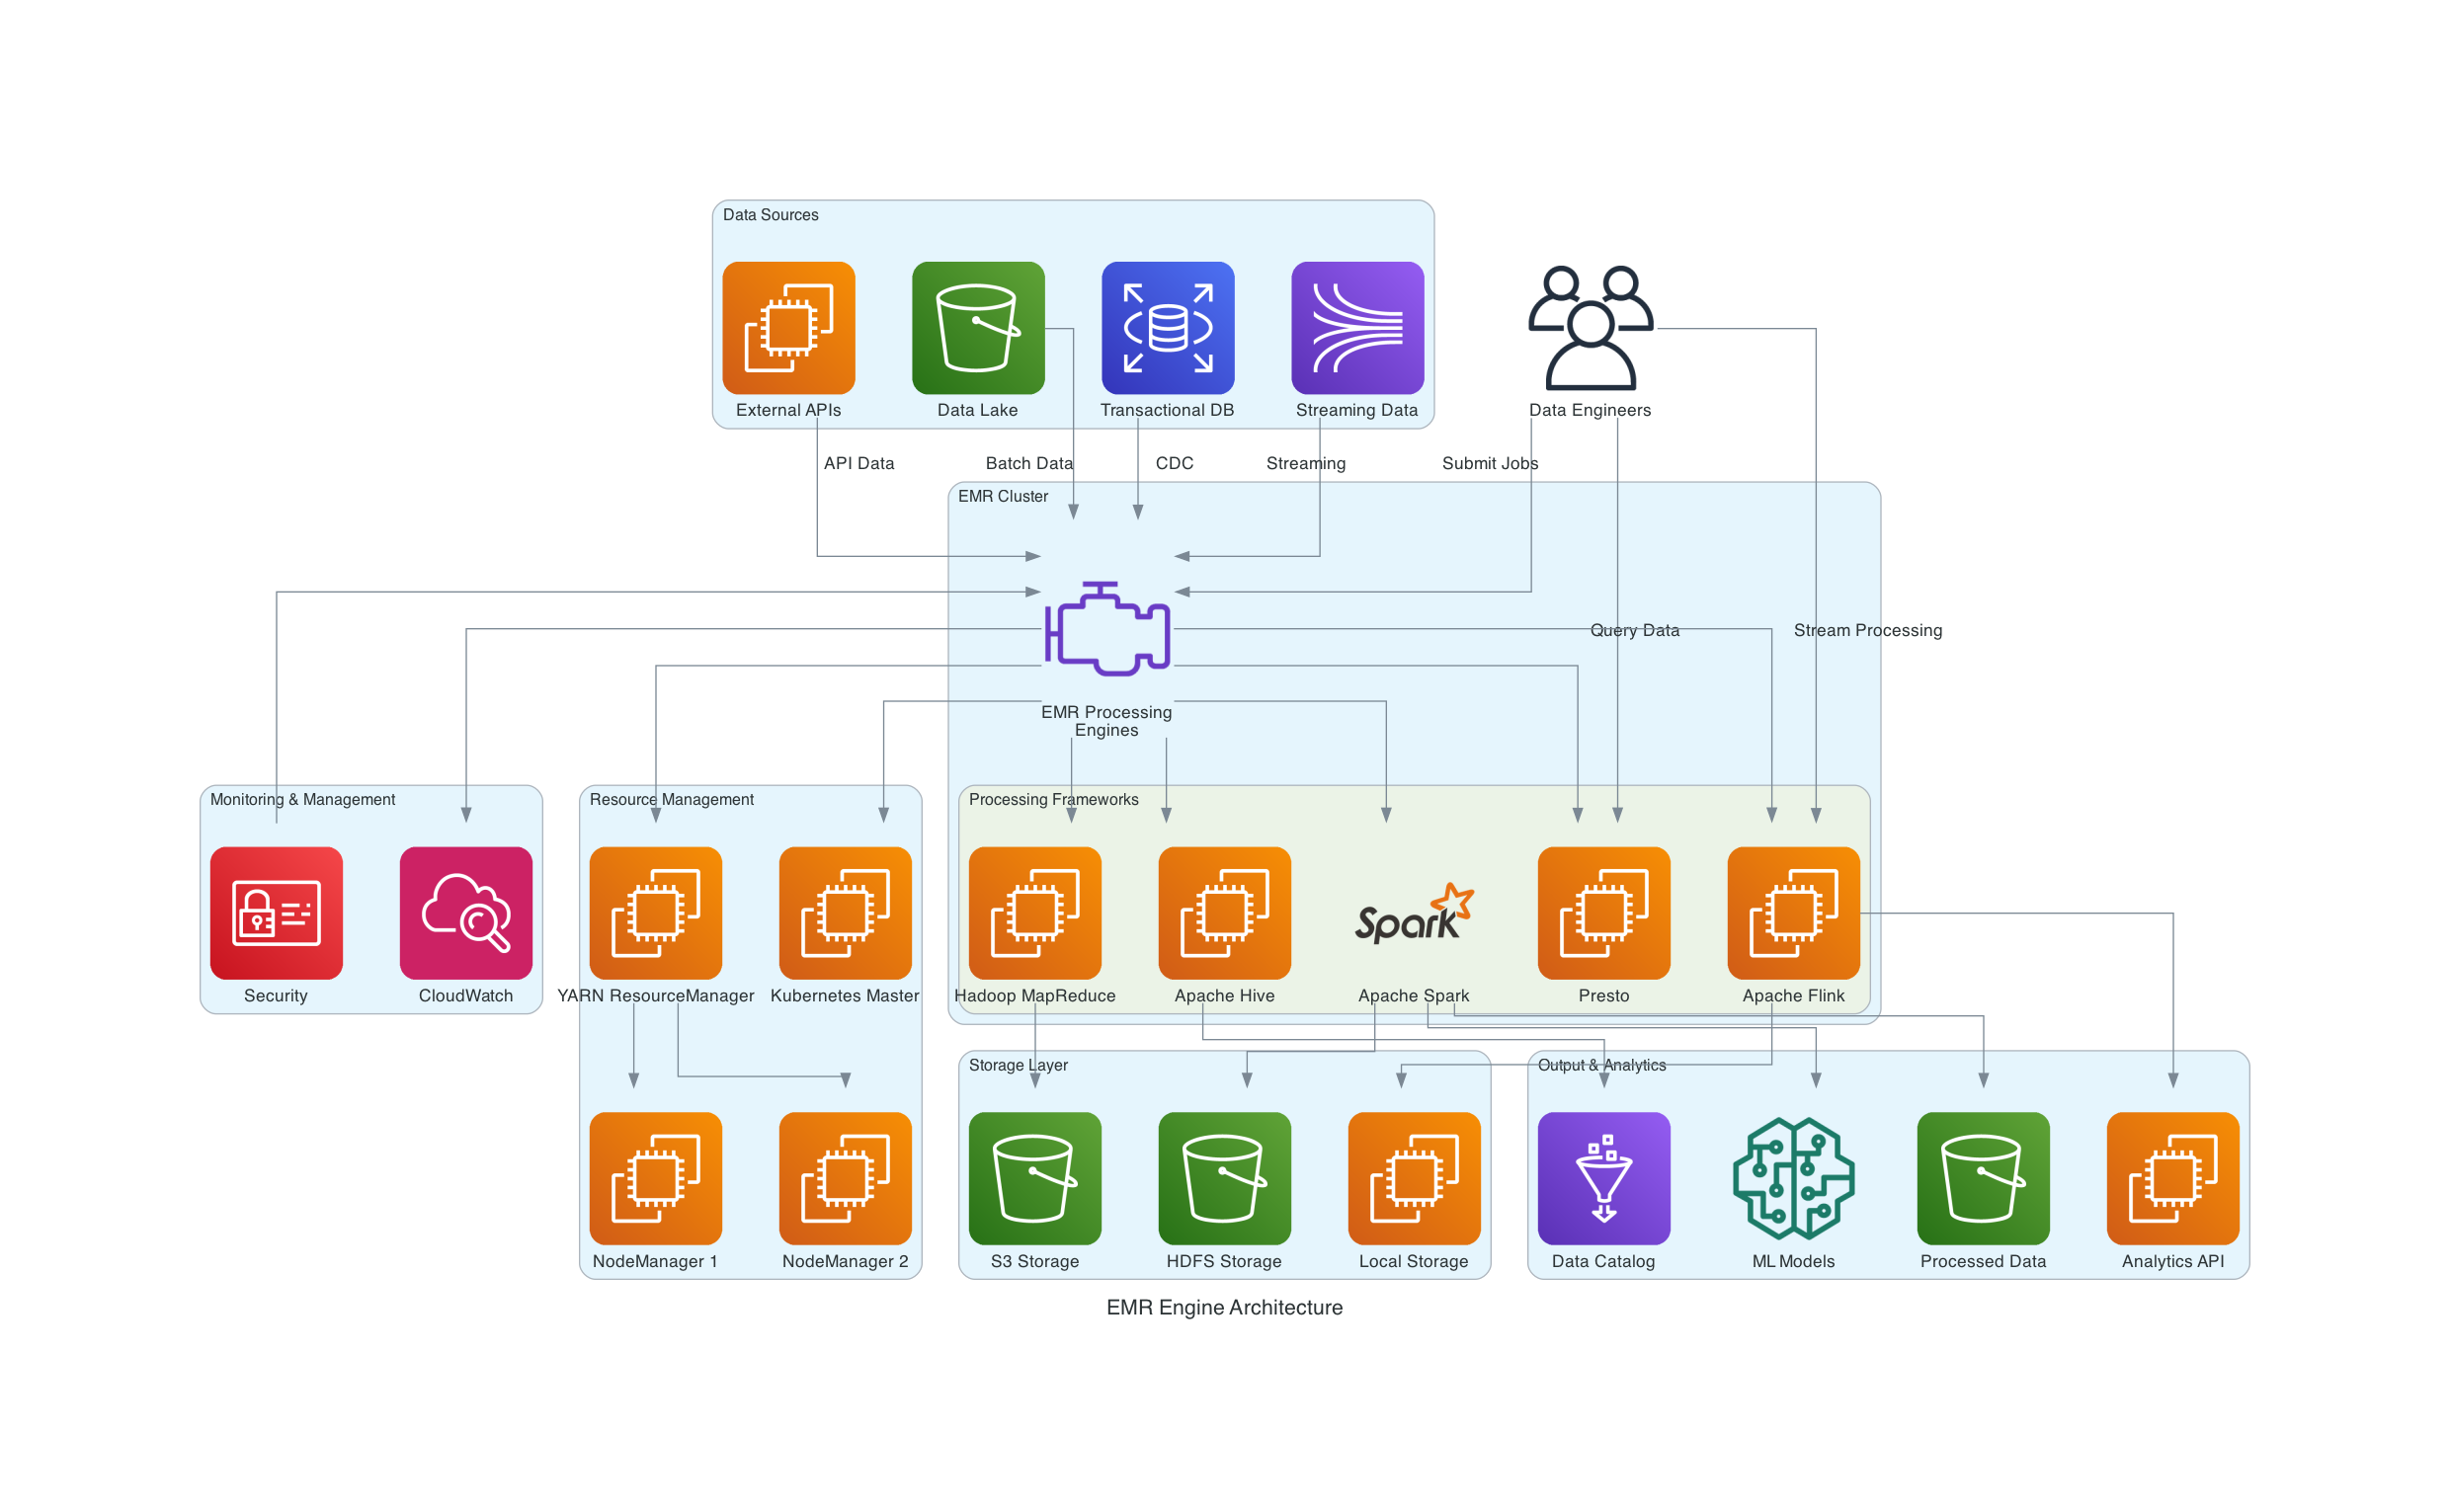 Data Sources
External APIs
Data Lake
Transactional DB
Streaming Data
Data Engineers
API Data
Batch Data
CDC
Streaming
Submit Jobs
EMR Cluster
Query Data
Stream Processing
EMR Processing
Engines
Monitoring & Management
Resource Management
Processing Frameworks
Spark
Security
CloudWatch
YARN ResourceManager
Kubernetes Master
Hadoop MapReduce
Apache Hive
Apache Spark
Presto
Apache Flink
Storage Layer
Output & Analytics
NodeManager 1
NodeManager 2
S3 Storage
HDFS Storage
Local Storage
Data Catalog
ML Models
Processed Data
Analytics API
EMR Engine Architecture